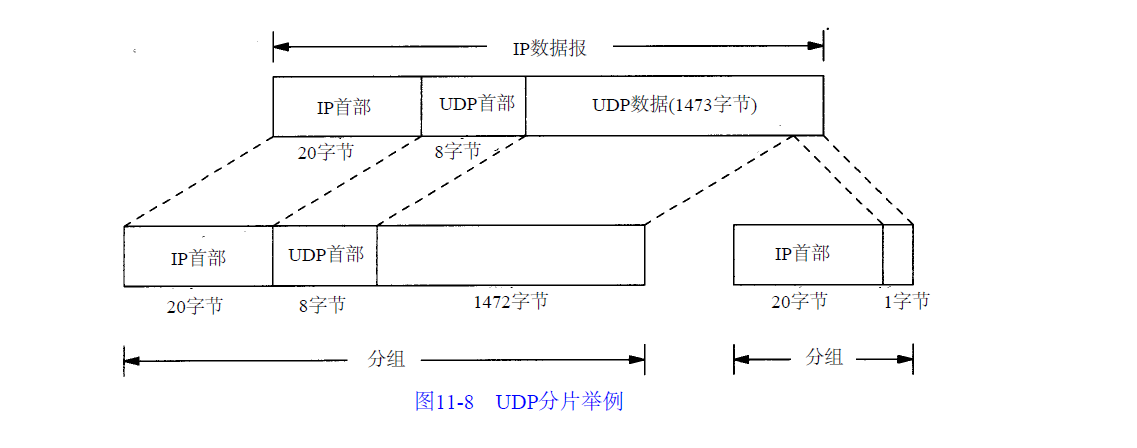 IP数据报
IP首部 UDP首部 UDP数据(1473字节)
20字节 8字节
IP首部 UDP首部 IP首部
20字节 8字节 1472字节 20字节 1字节
分组 分组
图11-8 UDP分片举例